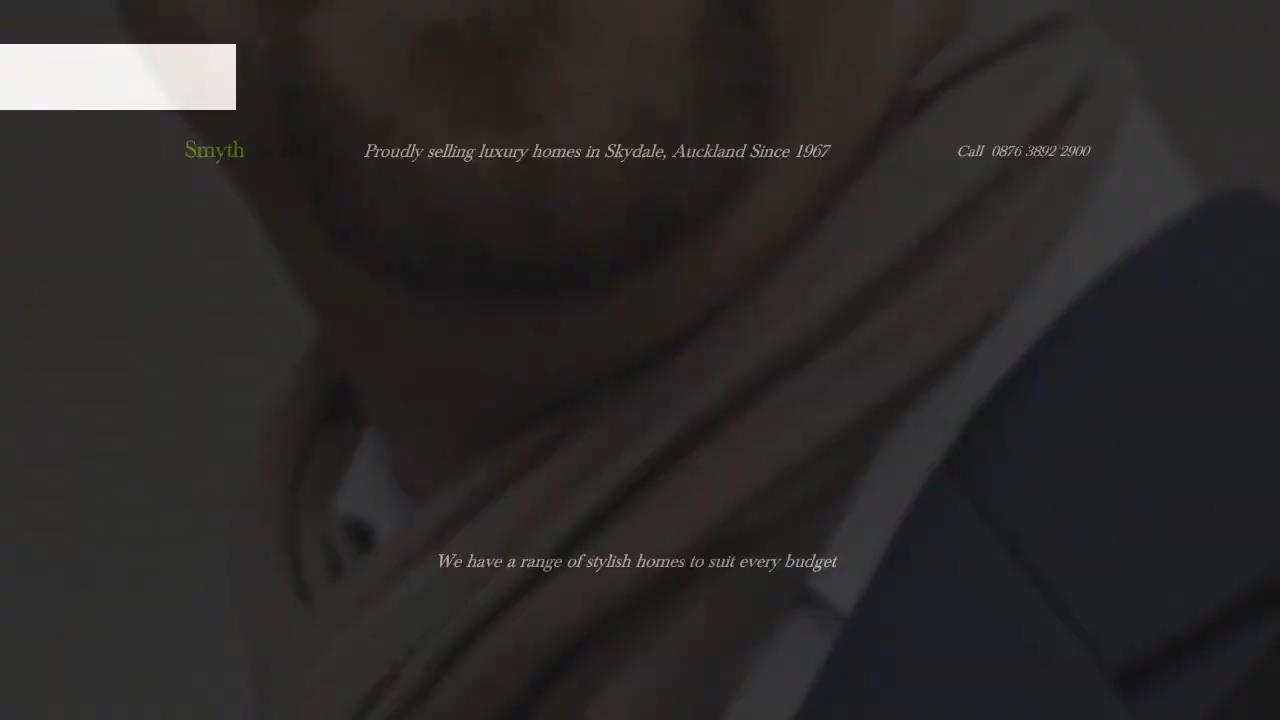 Smyth
Proudly selling luxury homes in Skydale, Auckland Since 1967
Call 0876 3892 2900
We have a range of stylish homes to suit every budget